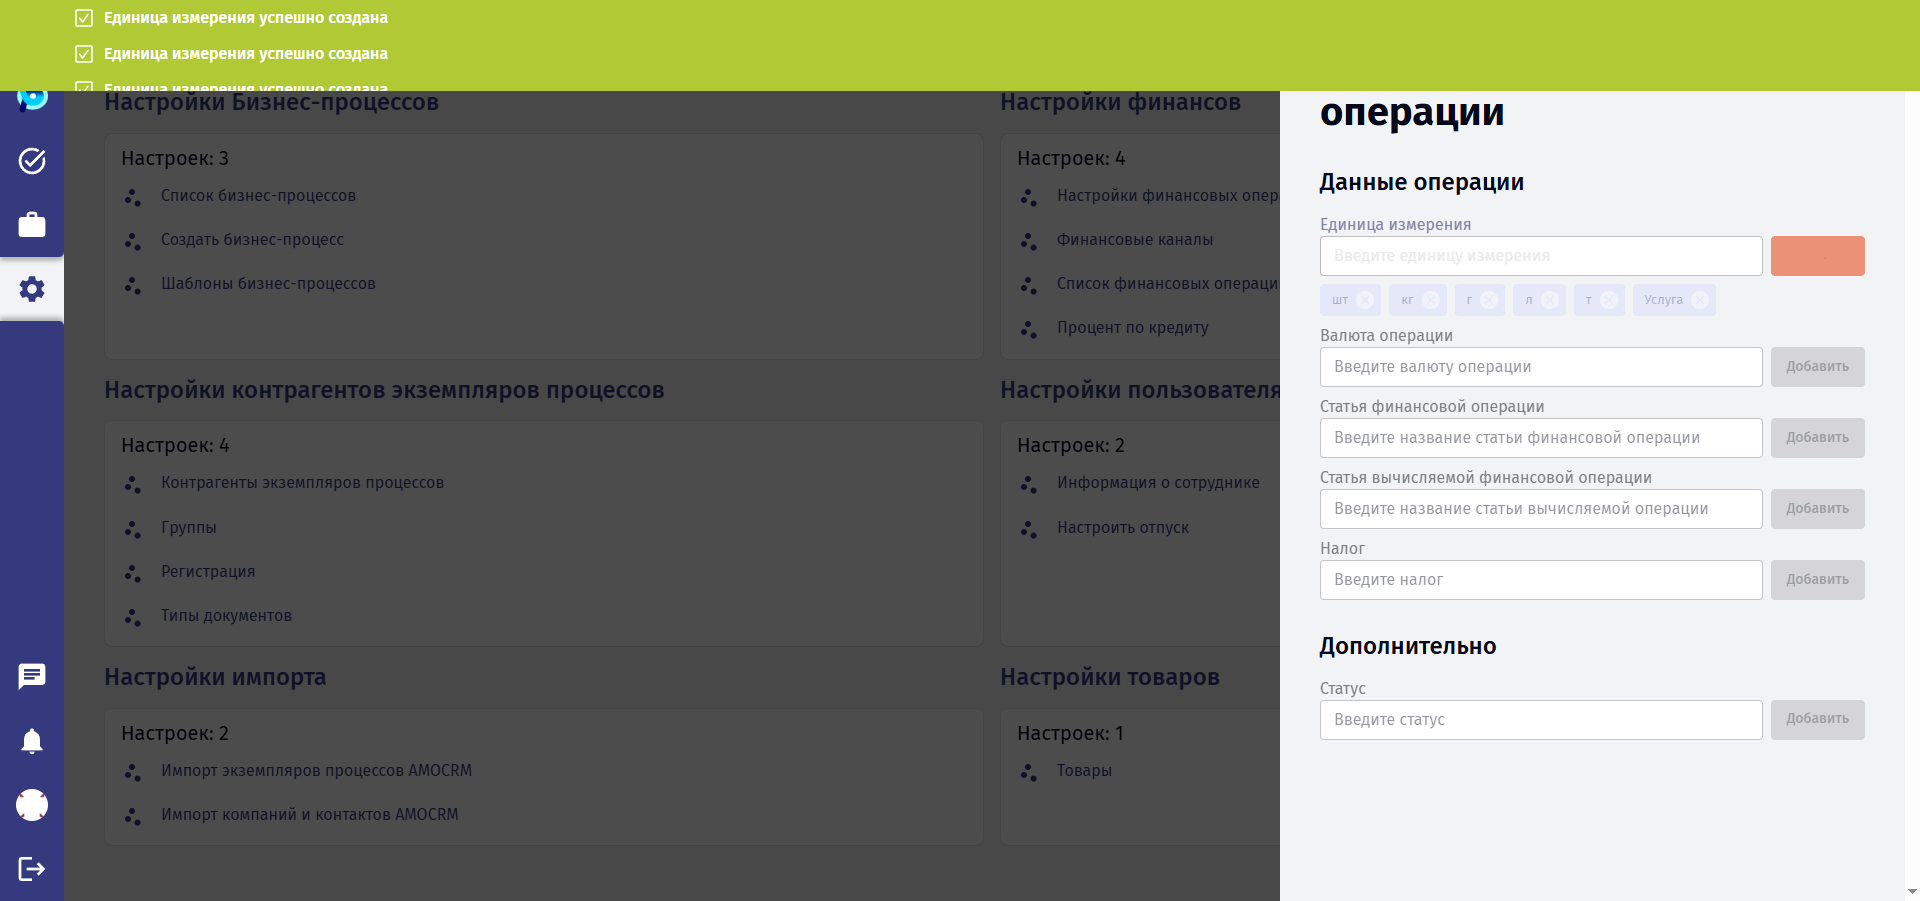 Единица измерения успешно создана
Единица измерения успешно создана
Единица измерения успешно создана
Настройки Бизнес-процессов
Настроек: 3
Список бизнес-процессов
Создать бизнес-процесс
Шаблоны бизнес-процессов
Настройки финансов
Настроек: 4
Настройки финансовых опер
Финансовые каналы
Список финансовых операци
Процент по кредиту
Настройки контрагентов экземпляров процессов
Настроек: 4
Контрагенты экземпляров процессов
Группы
Регистрация
Типы документов
Настройки пользователя
Настроек: 2
Информация о сотруднике
Настроить отпуск
Настройки импорта
Настроек: 2
Импорт экземпляров процессов AMOCRM
Импорт компаний и контактов AMOCRM
Настройки товаров
Настроек: 1
Товары
операции
Данные операции
Единица измерения
Введите единицу измерения
шт кг г л т Услуга
Валюта операции
Введите валюту операции Добавить
Статья финансовой операции
Введите название статьи финансовой операции Добавить
Статья вычисляемой финансовой операции
Введите название статьи вычисляемой операции Добавить
Налог
Введите налог Добавить
Дополнительно
Статус
Введите статус Добавить